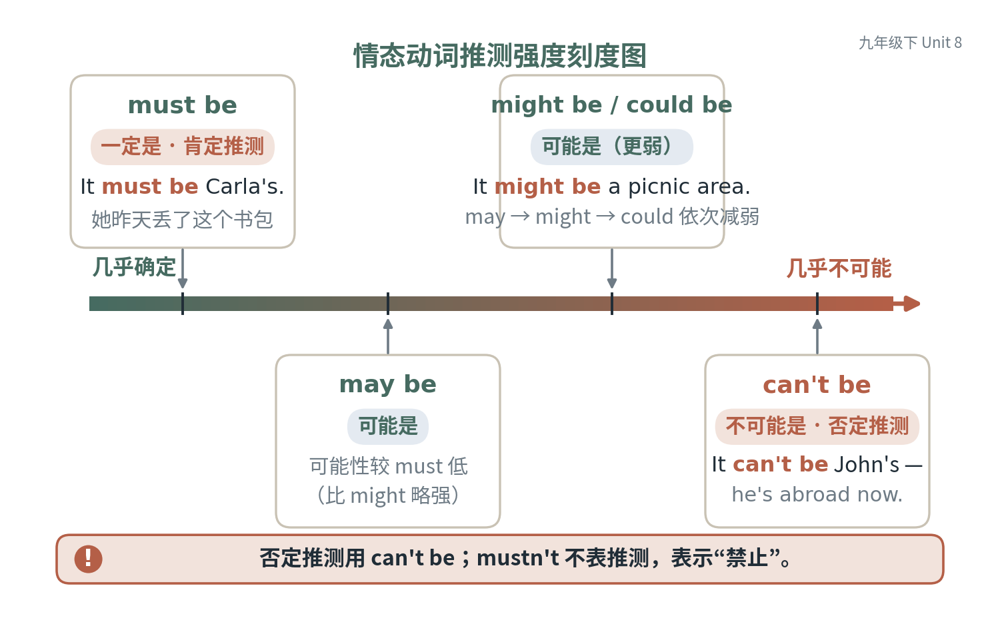 九年级下 Unit 8
情态动词推测强度刻度图
must be
一定是 · 肯定推测
It must be Carla's.
她昨天丢了这个书包
might be / could be
可能是（更弱）
It might be a picnic area.
may → might → could 依次减弱
几乎确定
几乎不可能
may be
可能是
可能性较 must 低
（比 might 略强）
can't be
不可能是 · 否定推测
It can't be John's —
he's abroad now.
!
否定推测用 can't be；mustn't 不表推测，表示“禁止”。